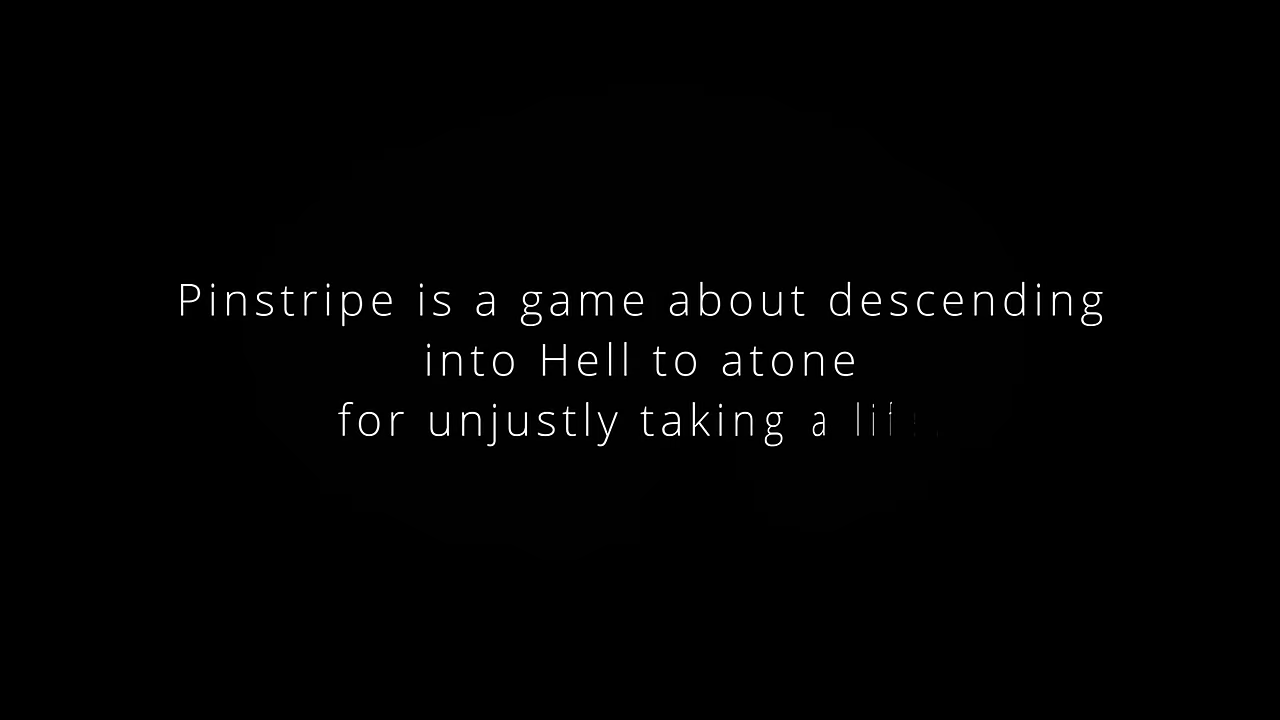 Pinstripe is a game about descending
into Hell to atone
for unjustly taking a